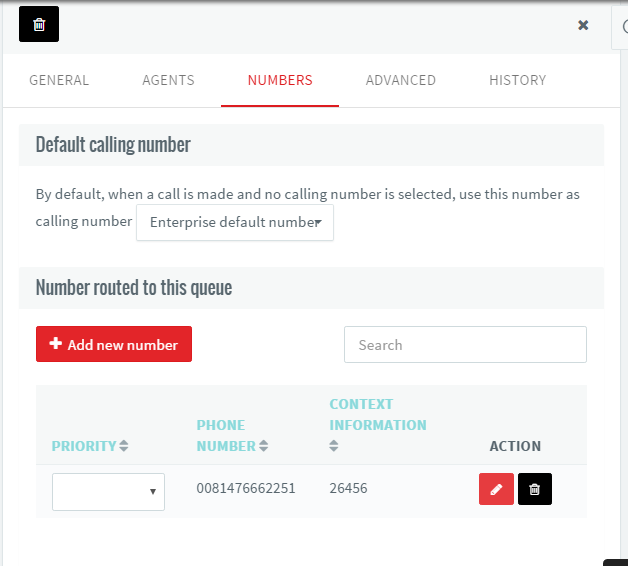 GENERAL AGENTS NUMBERS ADVANCED HISTORY
Default calling number
By default, when a call is made and no calling number is selected, use this number as
calling number Enterprise default number
Number routed to this queue
Add new number Search
PRIORITY PHONE NUMBER CONTEXT INFORMATION ACTION
0081476662251 26456